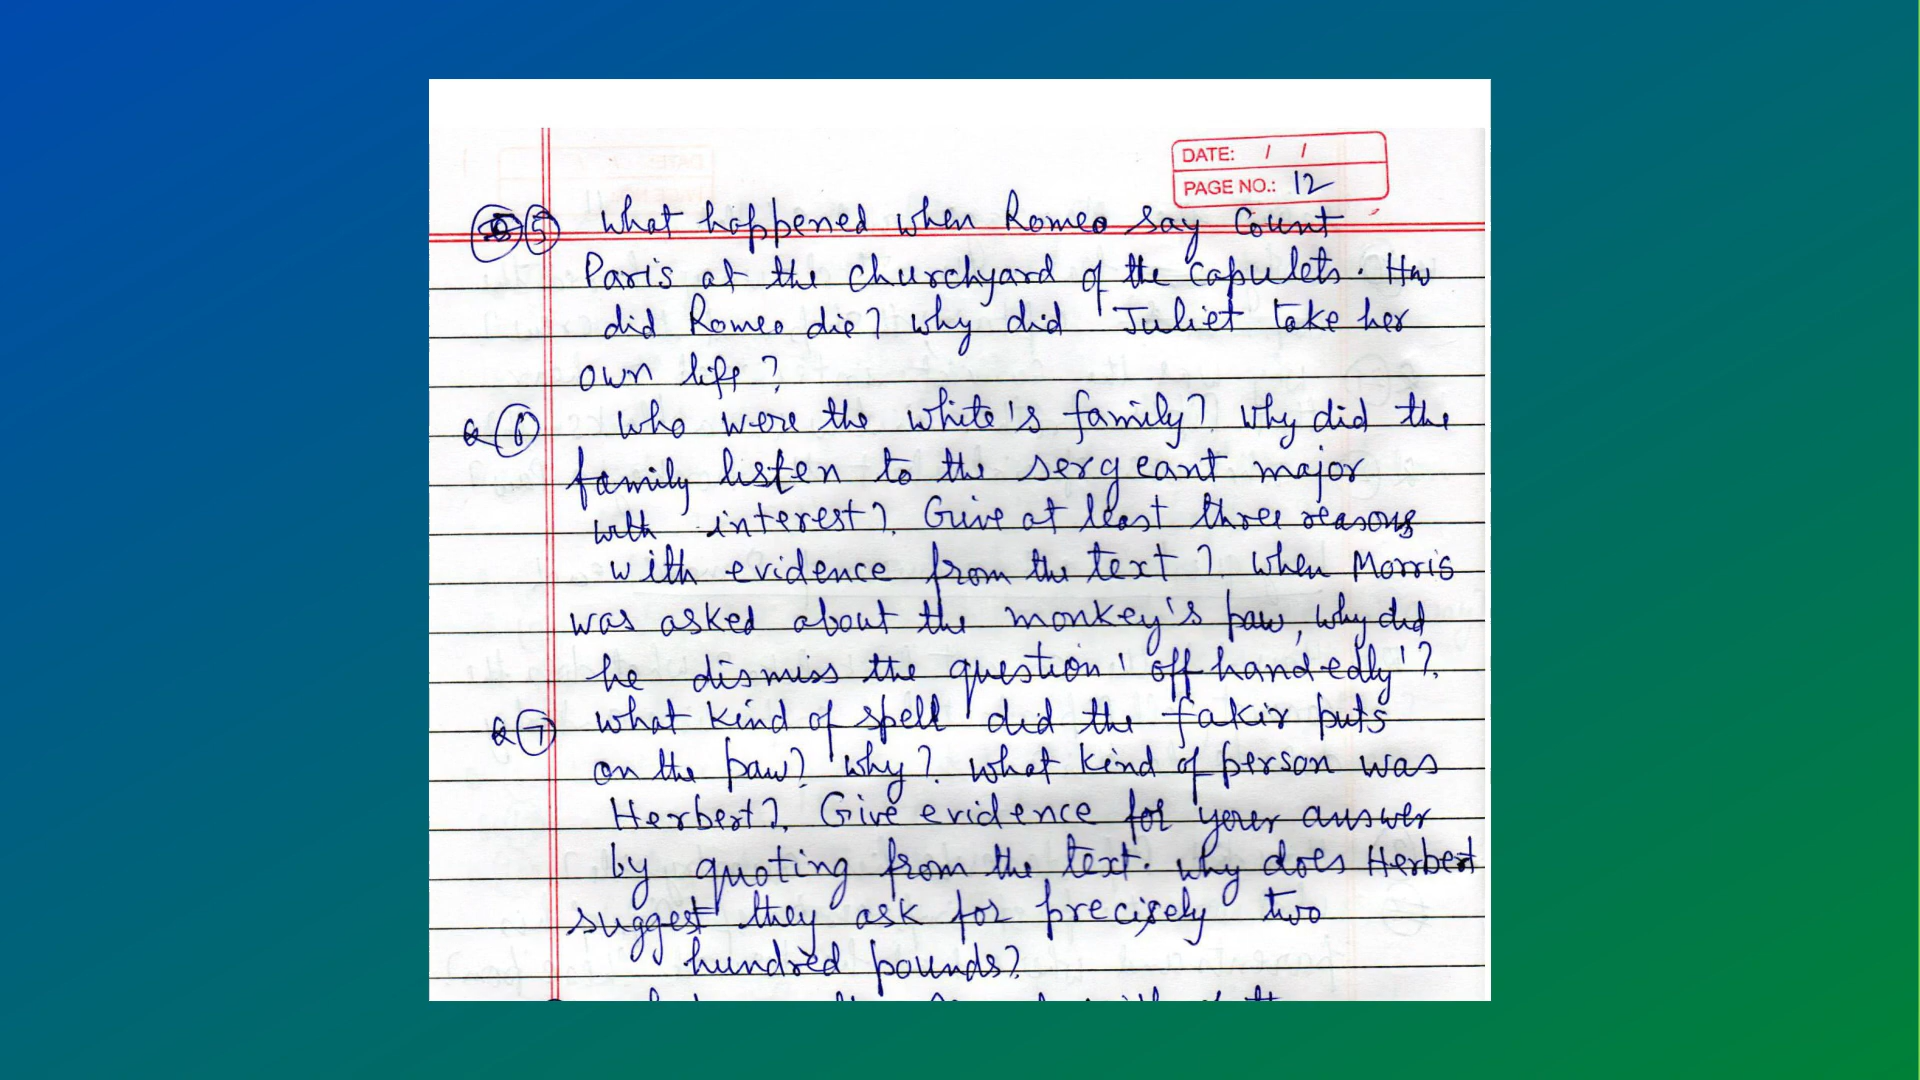 DATE: / /
PAGE NO.: 12
5 What happened when Romeo say Count
Paris at the churchyard of the Capulets. How
did Romeo die? Why did Juliet take her
own life?
Q 6 Who were the white's family? Why did the
family listen to the sergeant major
with interest? Give at least three reasons
with evidence from the text? When Morris
was asked about the monkey's paw, why did
he dismiss the question 'off handedly'?
Q 7 What kind of spell did the fakir puts
on the paw? Why? What kind of person was
Herbert? Give evidence for your answer
by quoting from the text. Why does Herbert
suggest they ask for precisely two
hundred pounds?